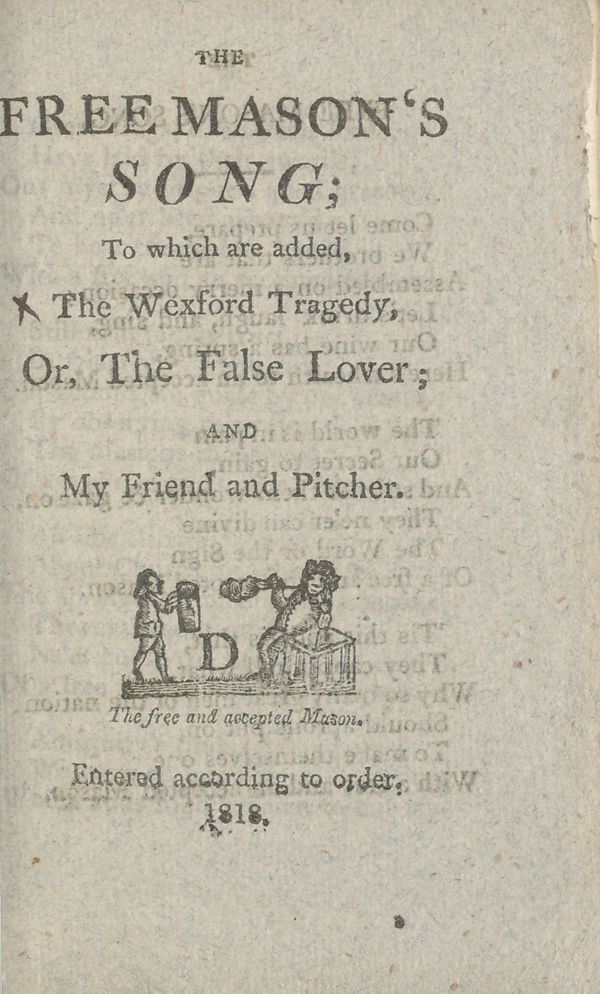 THE
FREE MASON'S
SONG;
To which are added,
The Wexford Tragedy,
Or, The False Lover;
AND
My Friend and Pitcher.
D
The free and accepted Mason.
Entered according to order.
1818.